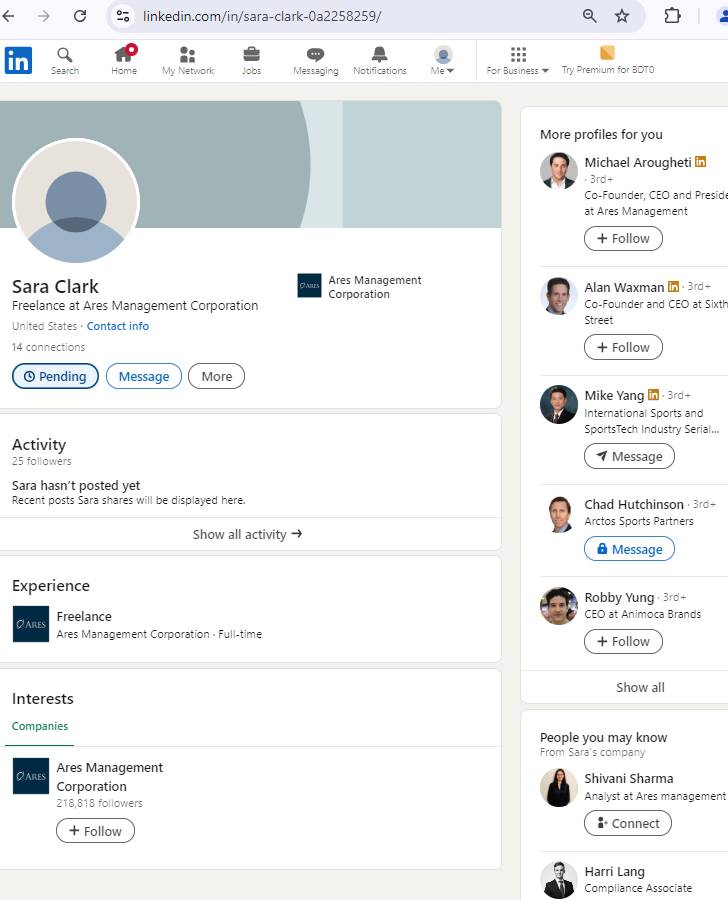 linkedin.com/in/sara-clark-0a2258259/
in
Search
Home
My Network
Jobs
Messaging
Notifications
Me
For Business
Try Premium for BDT0
Sara Clark
Freelance at Ares Management Corporation
United States · Contact info
14 connections
Pending
Message
More
ARES
Ares Management
Corporation
Activity
25 followers
Sara hasn't posted yet
Recent posts Sara shares will be displayed here.
Show all activity →
Experience
ARES
Freelance
Ares Management Corporation · Full-time
Interests
Companies
ARES
Ares Management
Corporation
218,818 followers
+ Follow
More profiles for you
Michael Arougheti in
· 3rd+
Co-Founder, CEO and Preside
at Ares Management
+ Follow
Alan Waxman in · 3rd+
Co-Founder and CEO at Sixth
Street
+ Follow
Mike Yang in · 3rd+
International Sports and
SportsTech Industry Serial...
Message
Chad Hutchinson · 3rd+
Arctos Sports Partners
Message
Robby Yung · 3rd+
CEO at Animoca Brands
+ Follow
Show all
People you may know
From Sara's company
Shivani Sharma
Analyst at Ares management
Connect
Harri Lang
Compliance Associate